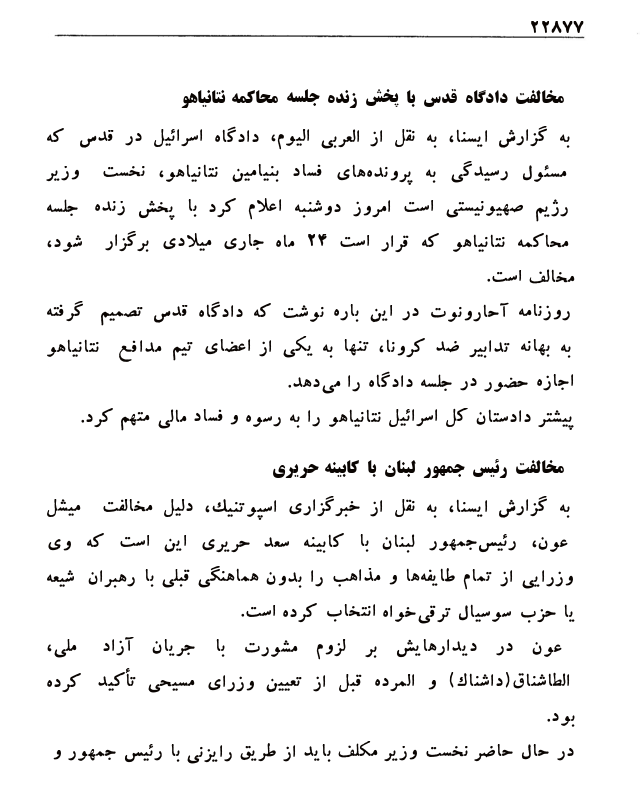 ۲۲۸۷۷
مخالفت دادگاه قدس با پخش زنده جلسه محاکمه نتانیاهو
به گزارش ایسنا، به نقل از العربی الیوم، دادگاه اسرائیل در قدس که
مسئول رسیدگی به پرونده‌های فساد بنیامین نتانیاهو، نخست وزیر
رژیم صهیونیستی است امروز دوشنبه اعلام کرد با پخش زنده جلسه
محاکمه نتانیاهو که قرار است ۲۴ ماه جاری میلادی برگزار شود،
مخالف است.
روزنامه آحارونوت در این باره نوشت که دادگاه قدس تصمیم گرفته
به بهانه تدابیر ضد کرونا، تنها به یکی از اعضای تیم مدافع نتانیاهو
اجازه حضور در جلسه دادگاه را می‌دهد.
پیشتر دادستان کل اسرائیل نتانیاهو را به رسوه و فساد مالی متهم کرد.
مخالفت رئیس جمهور لبنان با کابینه حریری
به گزارش ایسنا، به نقل از خبرگزاری اسپوتنیك، دلیل مخالفت میشل
عون، رئیس‌جمهور لبنان با کابینه سعد حریری این است که وی
وزرایی از تمام طایفه‌ها و مذاهب را بدون هماهنگی قبلی با رهبران شیعه
یا حزب سوسیال ترقی‌خواه انتخاب کرده است.
عون در دیدارهایش بر لزوم مشورت با جریان آزاد ملی،
الطاشناق(داشناك) و المرده قبل از تعیین وزرای مسیحی تأکید کرده
بود.
در حال حاضر نخست وزیر مکلف باید از طریق رایزنی با رئیس جمهور و